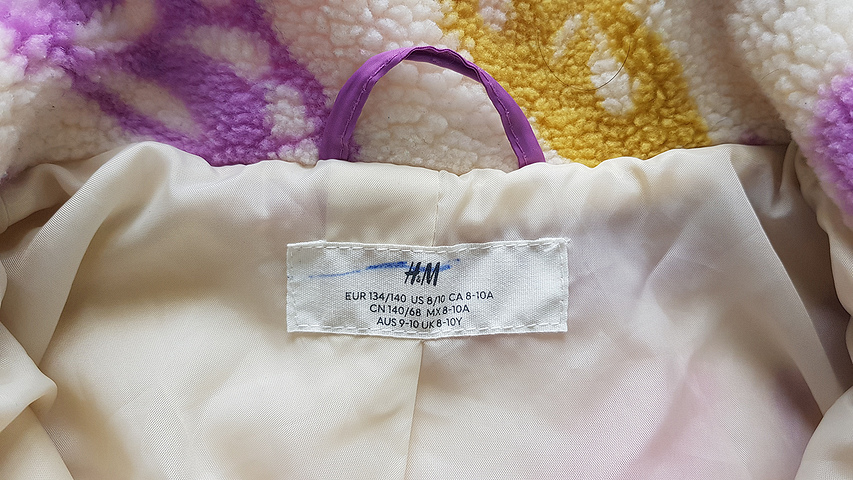 H&M
EUR 134/140 US 8/10 CA 8-10A
CN 140/68 MX 8-10A
AUS 9-10 UK 8-10Y